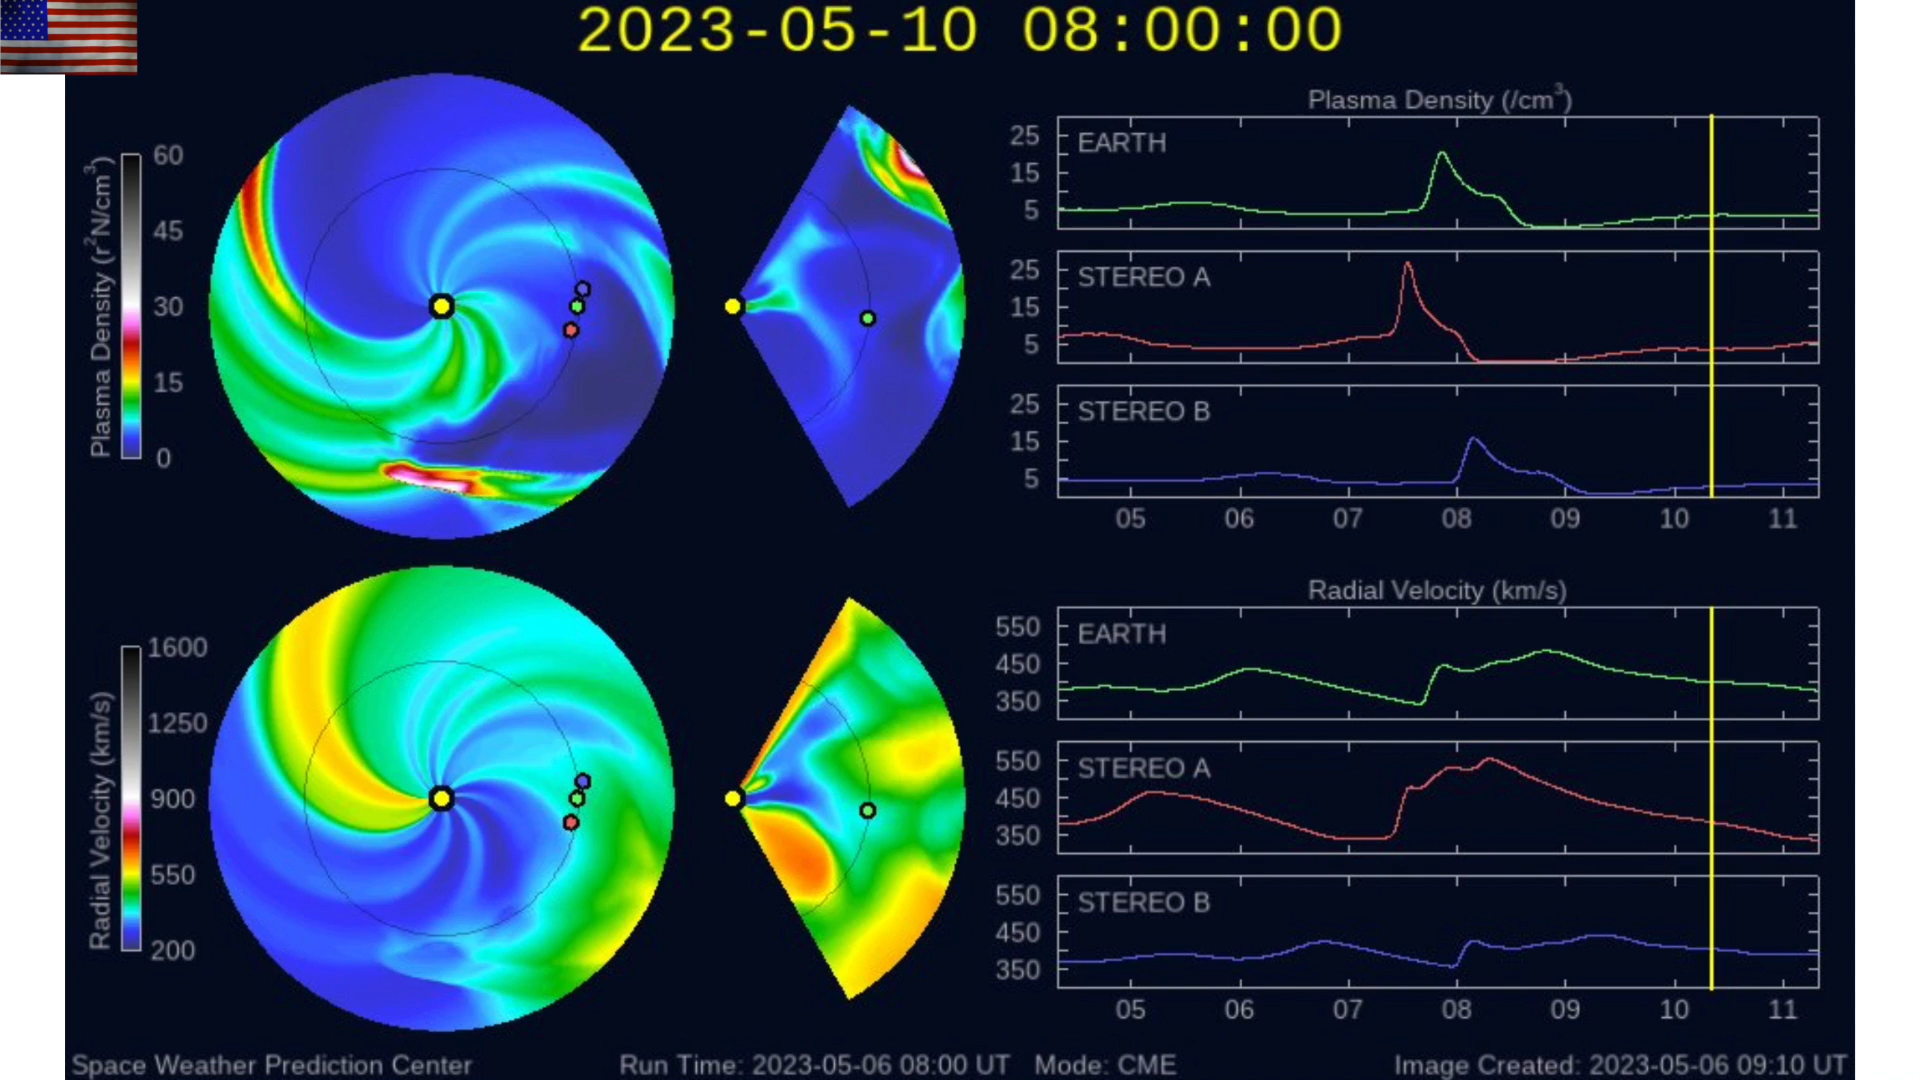 2023-05-10 08:00:00
Plasma Density (r²N/cm³)
60
45
30
15
0
Plasma Density (/cm³)
EARTH
25
15
5
STEREO A
25
15
5
STEREO B
25
15
5
05 06 07 08 09 10 11
Radial Velocity (km/s)
1600
1250
900
550
200
Radial Velocity (km/s)
EARTH
550
450
350
STEREO A
550
450
350
STEREO B
550
450
350
05 06 07 08 09 10 11
Space Weather Prediction Center Run Time: 2023-05-06 08:00 UT Mode: CME Image Created: 2023-05-06 09:10 UT